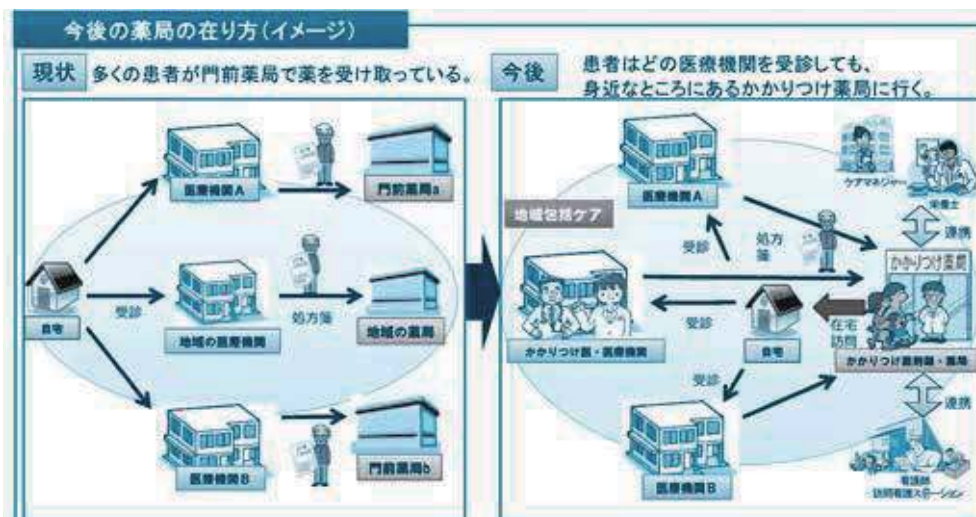 今後の薬局の在り方(イメージ)
現状
多くの患者が門前薬局で薬を受け取っている。
医療機関A
門前薬局a
自宅
受診
地域の医療機関
処方箋
地域の薬局
医療機関B
門前薬局b
今後
患者はどの医療機関を受診しても、
身近なところにあるかかりつけ薬局に行く。
医療機関A
ケアマネジャー
栄養士
地域包括ケア
連携
受診
処方
箋
かかりつけ薬局
かかりつけ医・医療機関
受診
自宅
在宅
訪問
かかりつけ薬剤師・薬局
受診
連携
医療機関B
看護師
訪問看護ステーション